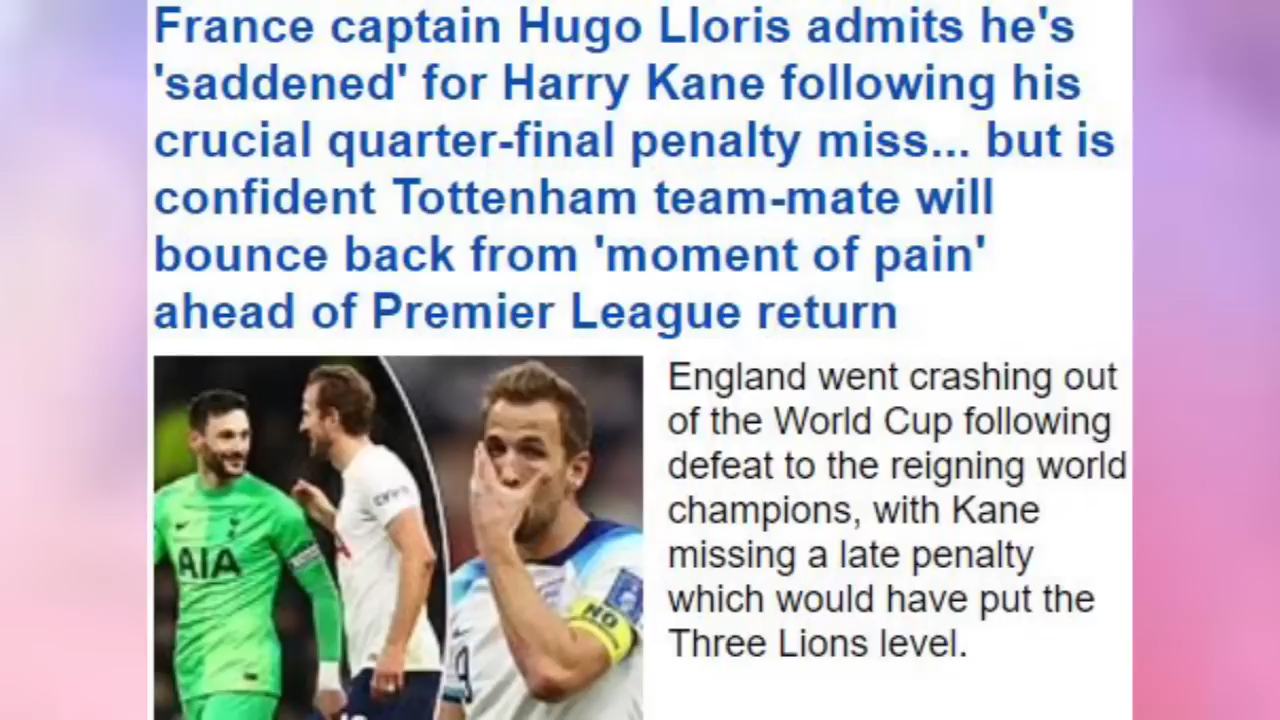 France captain Hugo Lloris admits he's
'saddened' for Harry Kane following his
crucial quarter-final penalty miss... but is
confident Tottenham team-mate will
bounce back from 'moment of pain'
ahead of Premier League return
England went crashing out
of the World Cup following
defeat to the reigning world
champions, with Kane
missing a late penalty
which would have put the
Three Lions level.
AIA
NO